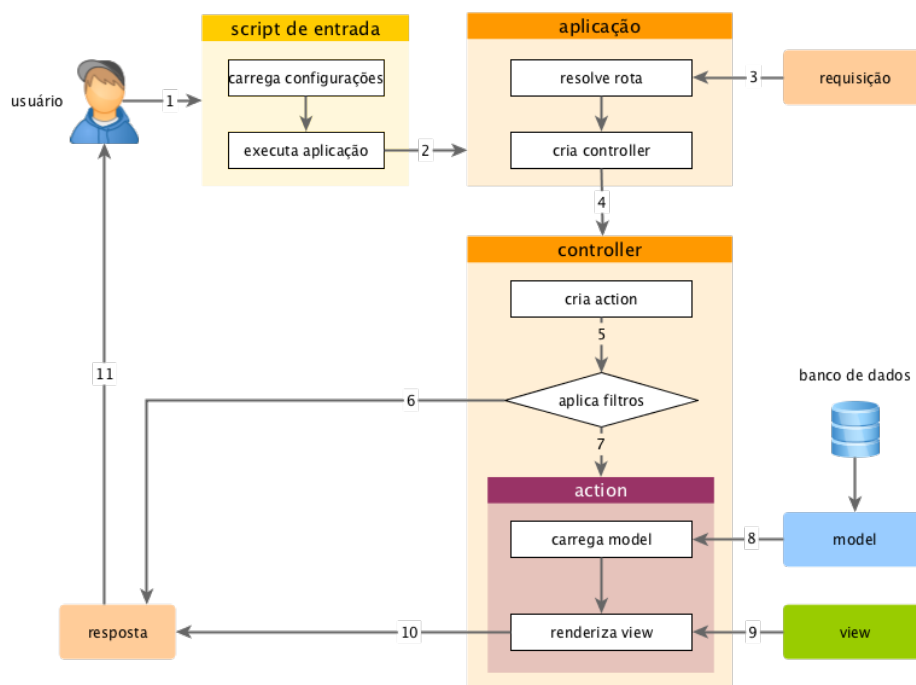 script de entrada
aplicação
carrega configurações
resolve rota
3
requisição
usuário
1
executa aplicação
2
cria controller
4
controller
cria action
5
11
6
aplica filtros
banco de dados
7
action
carrega model
8
model
resposta
10
renderiza view
9
view